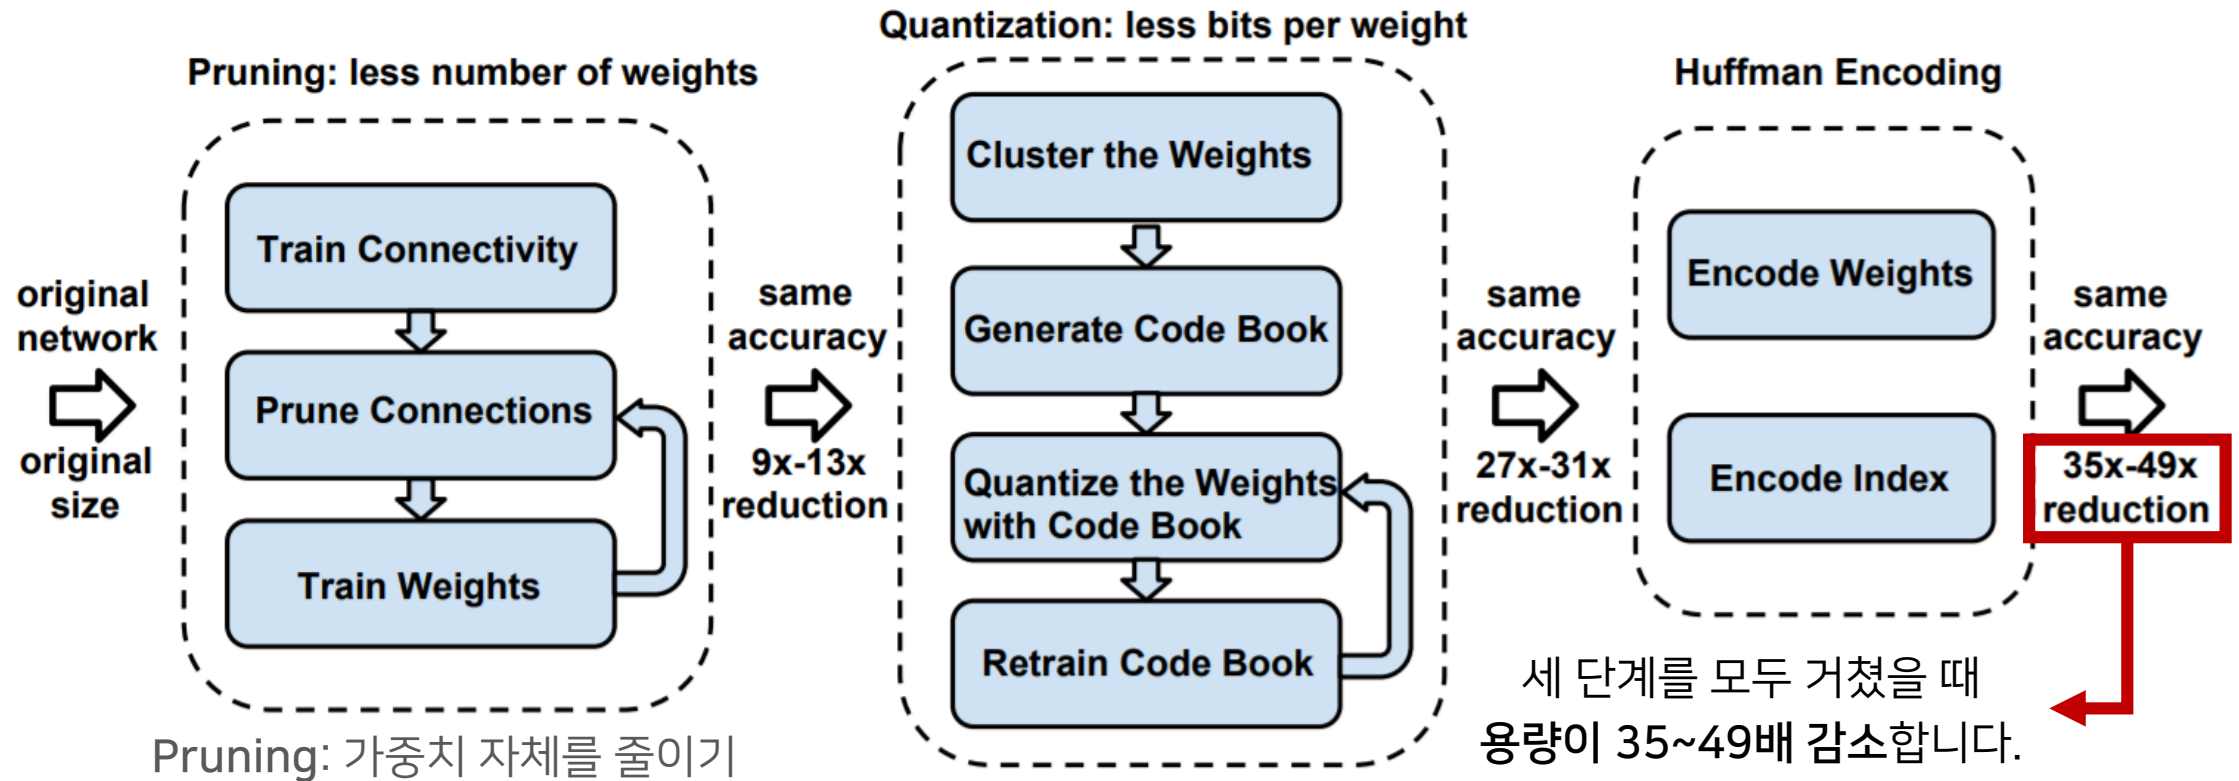 Quantization: less bits per weight
Pruning: less number of weights
Huffman Encoding
original
network
original
size
Train Connectivity
Prune Connections
Train Weights
same
accuracy
9x-13x
reduction
Cluster the Weights
Generate Code Book
Quantize the Weights
with Code Book
Retrain Code Book
same
accuracy
27x-31x
reduction
Encode Weights
Encode Index
same
accuracy
35x-49x
reduction
세 단계를 모두 거쳤을 때
용량이 35~49배 감소합니다.
Pruning: 가중치 자체를 줄이기